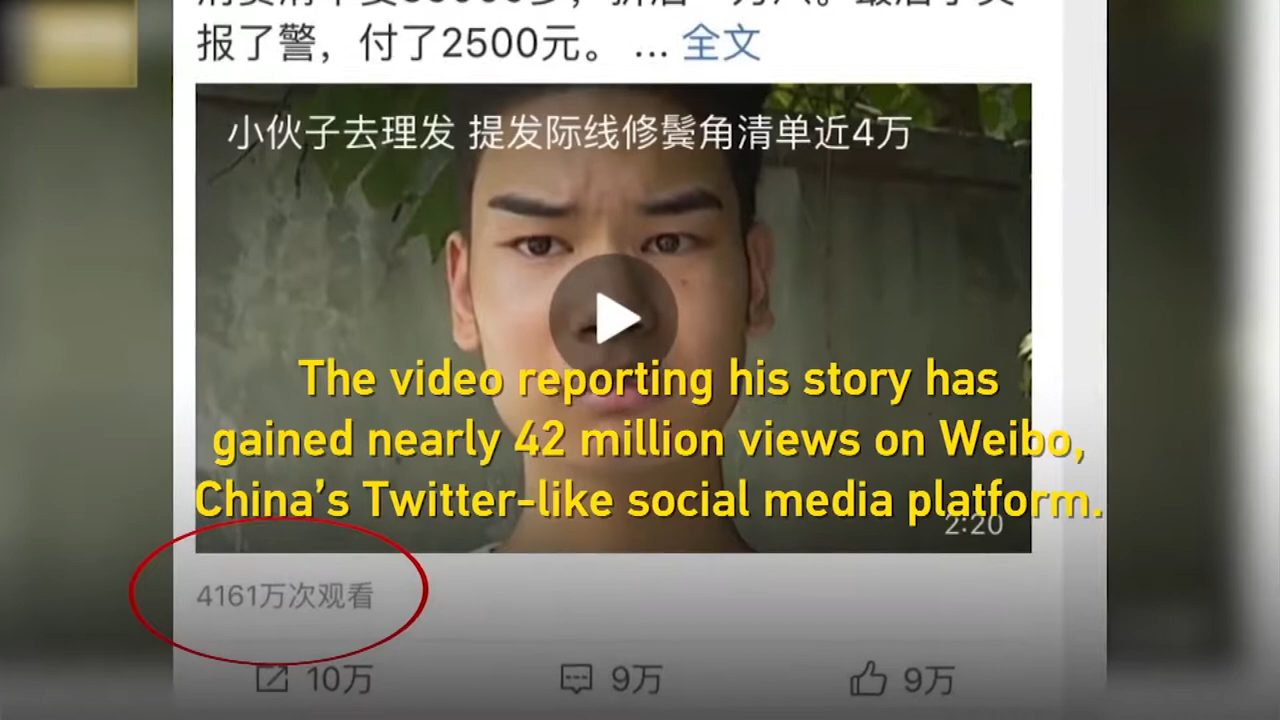 报了警，付了2500元。 ... 全文
小伙子去理发 提发际线修鬓角清单近4万
The video reporting his story has
gained nearly 42 million views on Weibo,
China's Twitter-like social media platform.
2:20
4161万次观看
10万 9万 9万